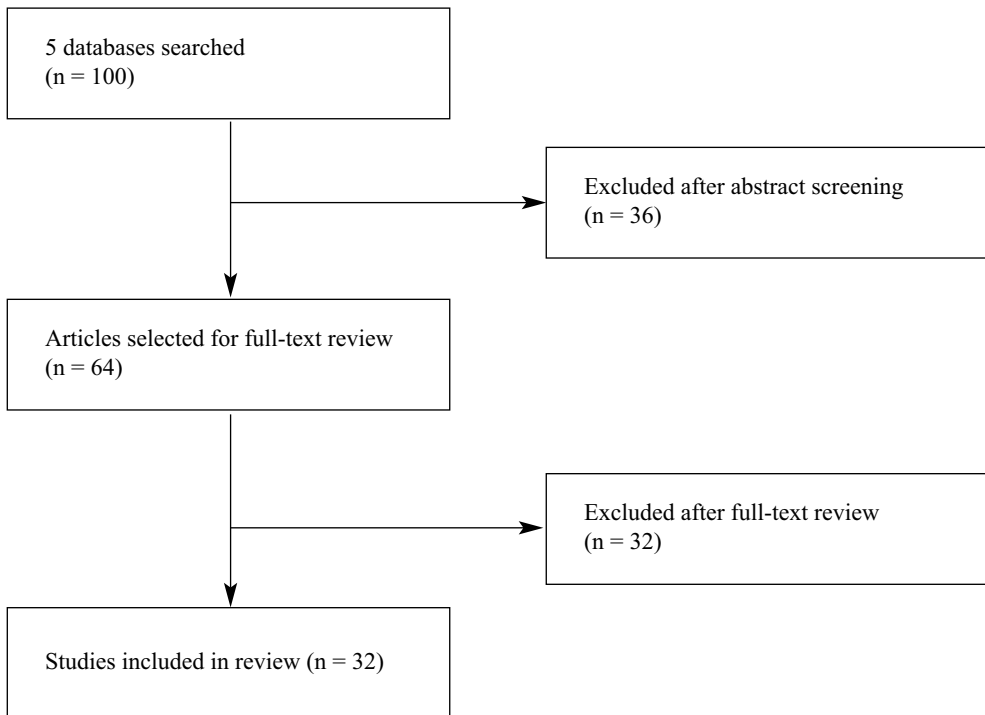 5 databases searched
(n = 100)
Excluded after abstract screening
(n = 36)
Articles selected for full-text review
(n = 64)
Excluded after full-text review
(n = 32)
Studies included in review (n = 32)